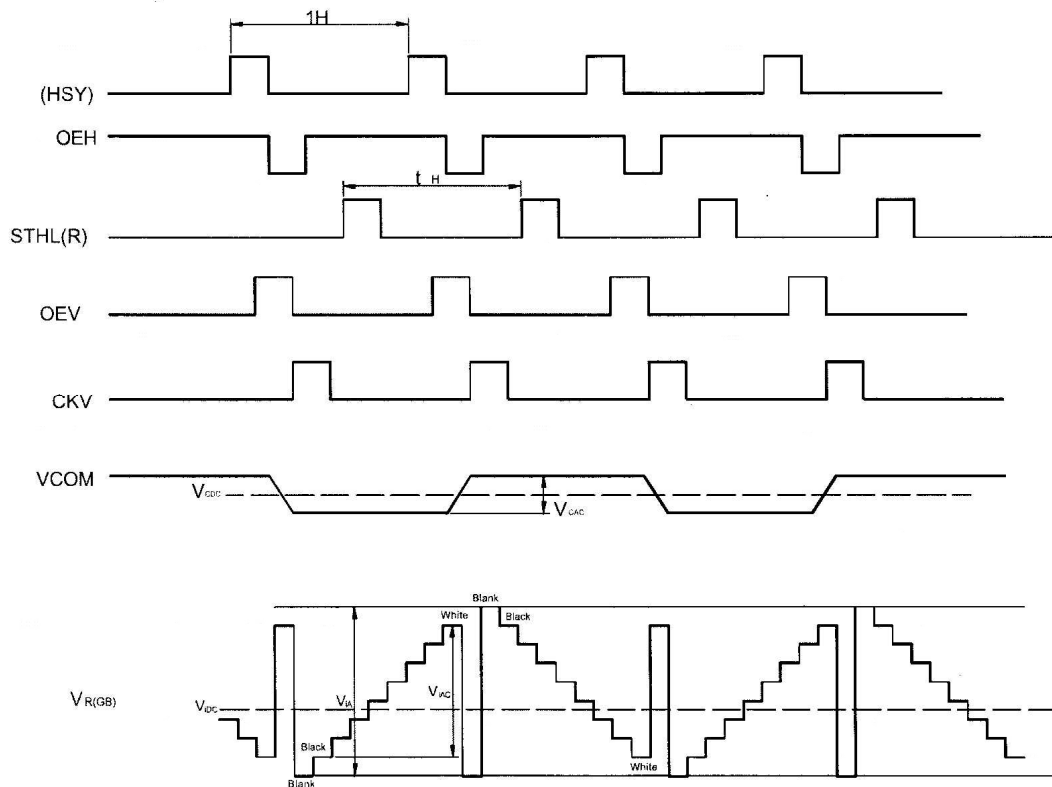 1H
(HSY)
OEH
t H
STHL(R)
OEV
CKV
VCOM
VCDC
VCAC
Blank
White
Black
VR(GB)
ViDC
ViA
ViAC
Black
Blank
White